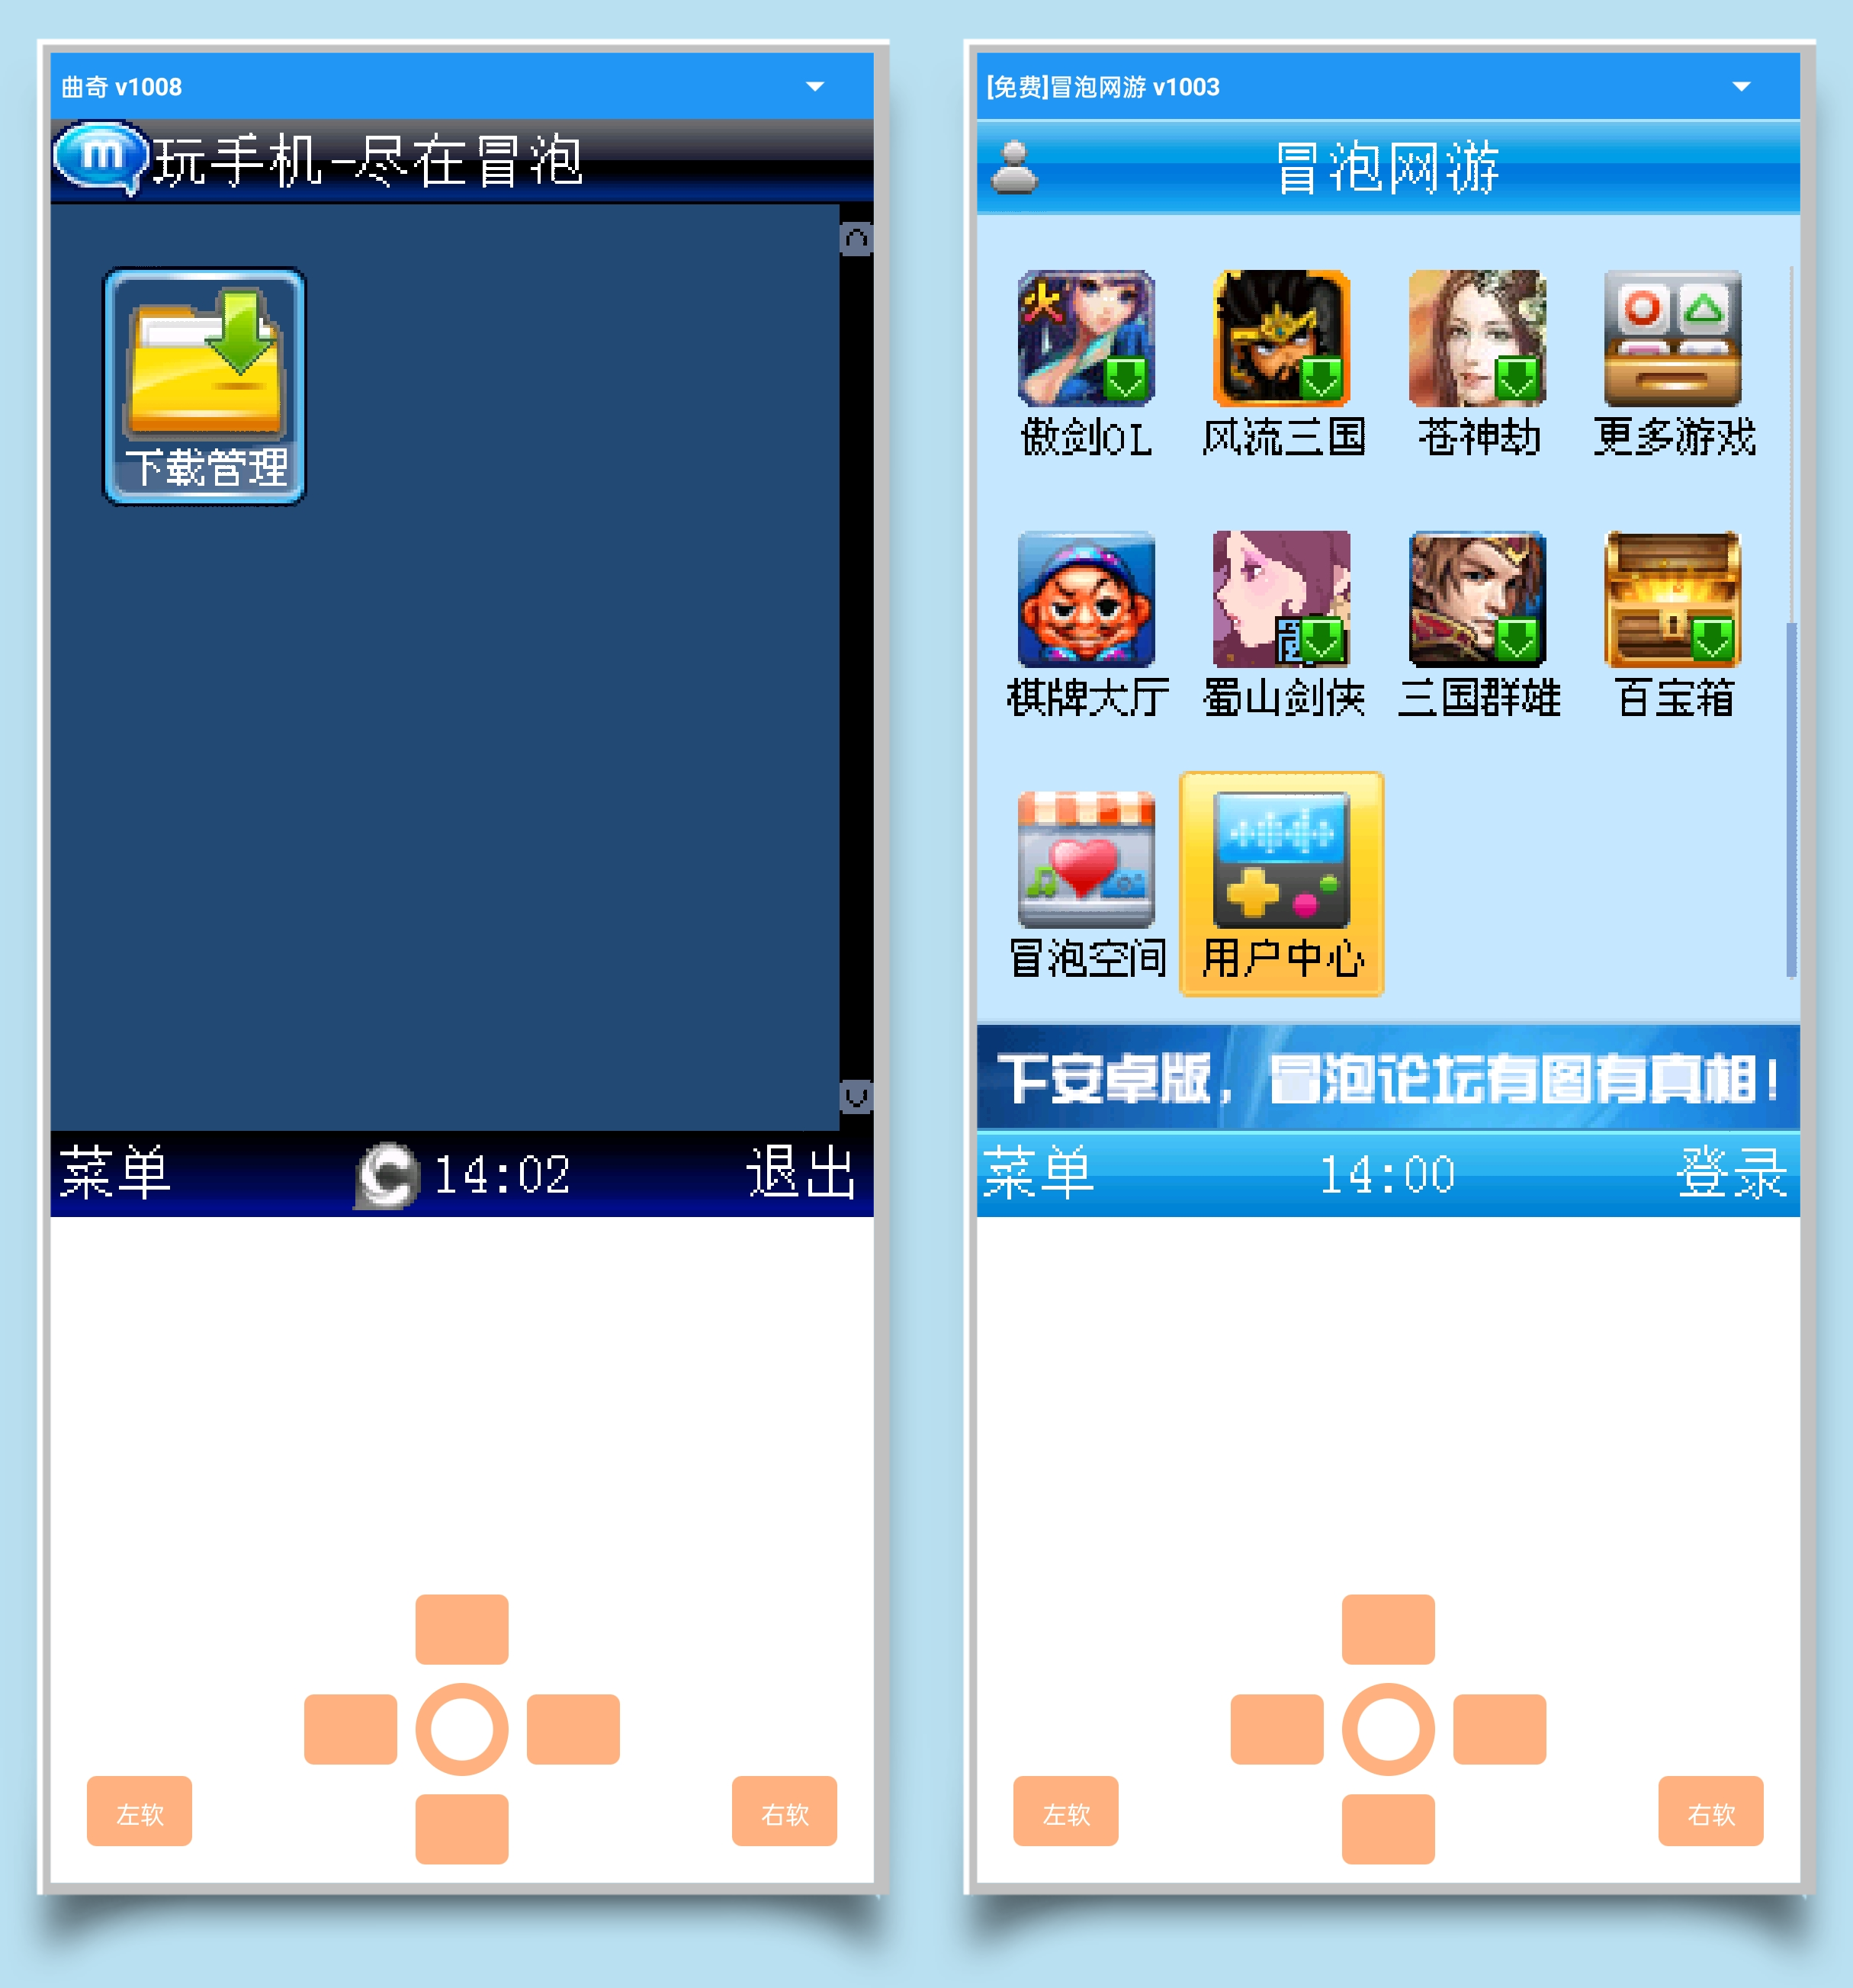 曲奇 v1008
m
玩手机-尽在冒泡
下载管理
菜单
14:02
退出
左软
右软
[免费]冒泡网游 v1003
冒泡网游
傲剑OL
风流三国
苍神劫
更多游戏
棋牌大厅
蜀山剑侠
三国群雄
百宝箱
冒泡空间
用户中心
下安卓版，冒泡论坛有图有真相！
菜单
14:00
登录
左软
右软